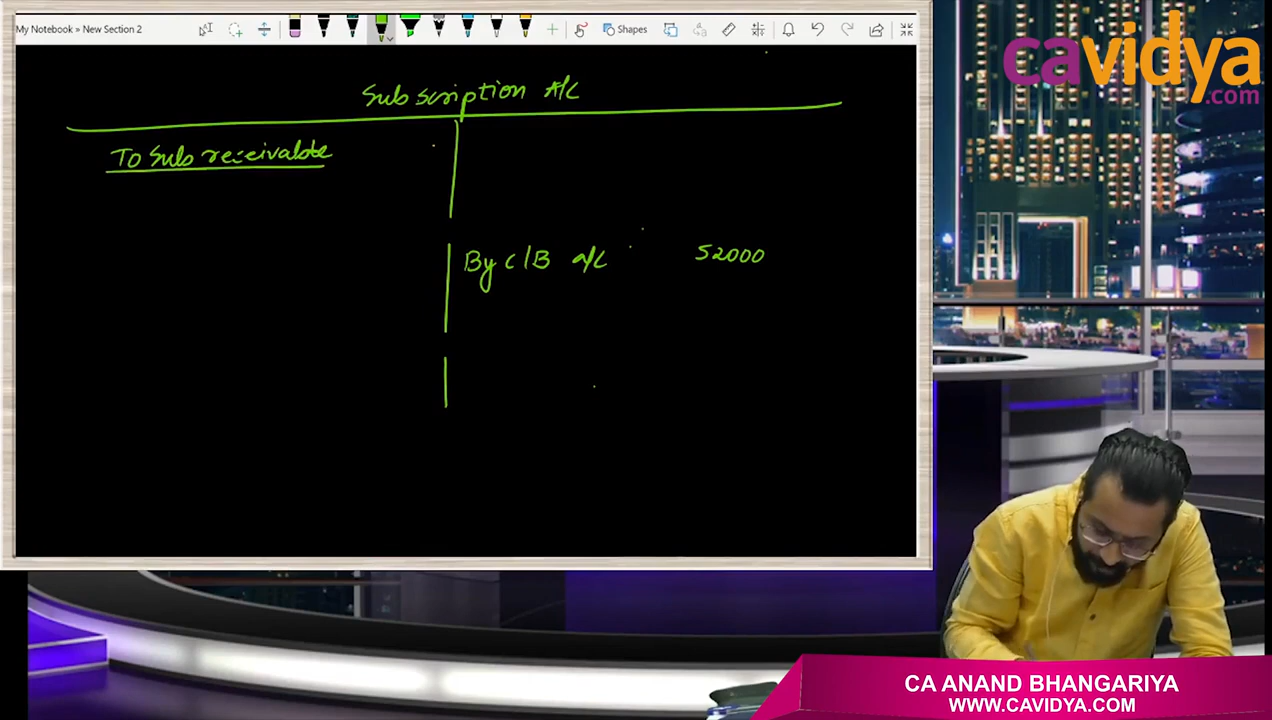 My Notebook » New Section 2
Shapes
cavidya
.com
Subscription A/c
To Sub receivable
By C/B a/c 52000
CA ANAND BHANGARIYA
WWW.CAVIDYA.COM